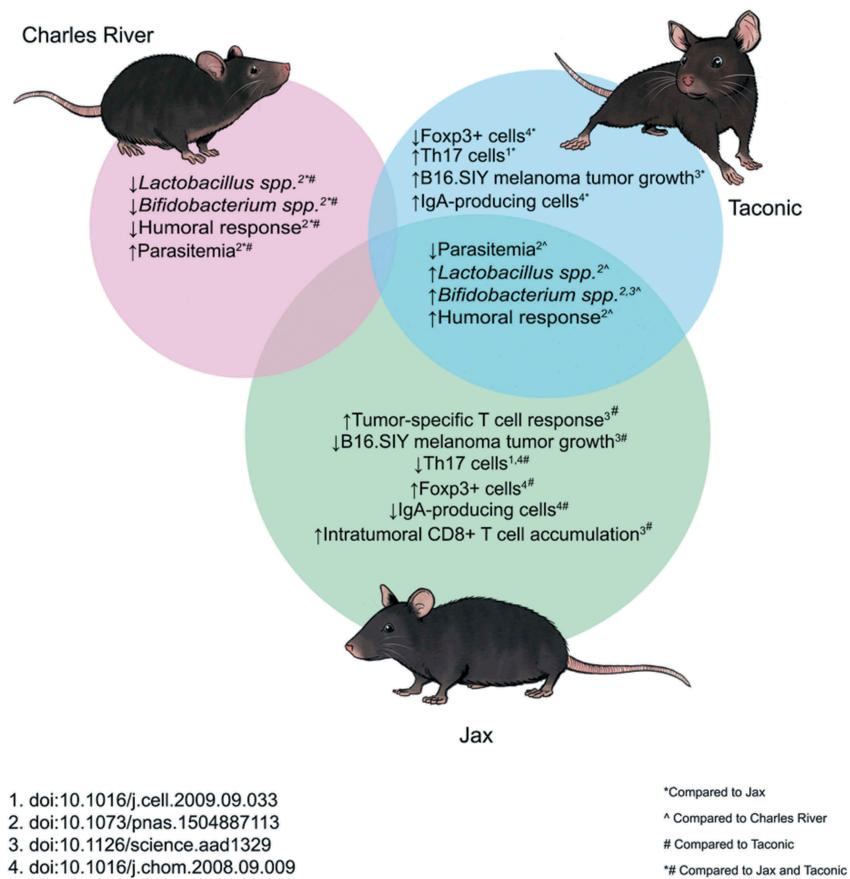 Charles River
Taconic
↓Lactobacillus spp.²*#
↓Bifidobacterium spp.²*#
↓Humoral response²*#
↑Parasitemia²*#
↓Foxp3+ cells⁴*
↑Th17 cells¹*
↑B16.SIY melanoma tumor growth³*
↑IgA-producing cells⁴*
↓Parasitemia²^
↑Lactobacillus spp.²^
↑Bifidobacterium spp.²,³^
↑Humoral response²^
↑Tumor-specific T cell response³#
↓B16.SIY melanoma tumor growth³#
↓Th17 cells¹,⁴#
↑Foxp3+ cells⁴#
↓IgA-producing cells⁴#
↑Intratumoral CD8+ T cell accumulation³#
Jax
1. doi:10.1016/j.cell.2009.09.033
2. doi:10.1073/pnas.1504887113
3. doi:10.1126/science.aad1329
4. doi:10.1016/j.chom.2008.09.009
*Compared to Jax
^ Compared to Charles River
# Compared to Taconic
*# Compared to Jax and Taconic